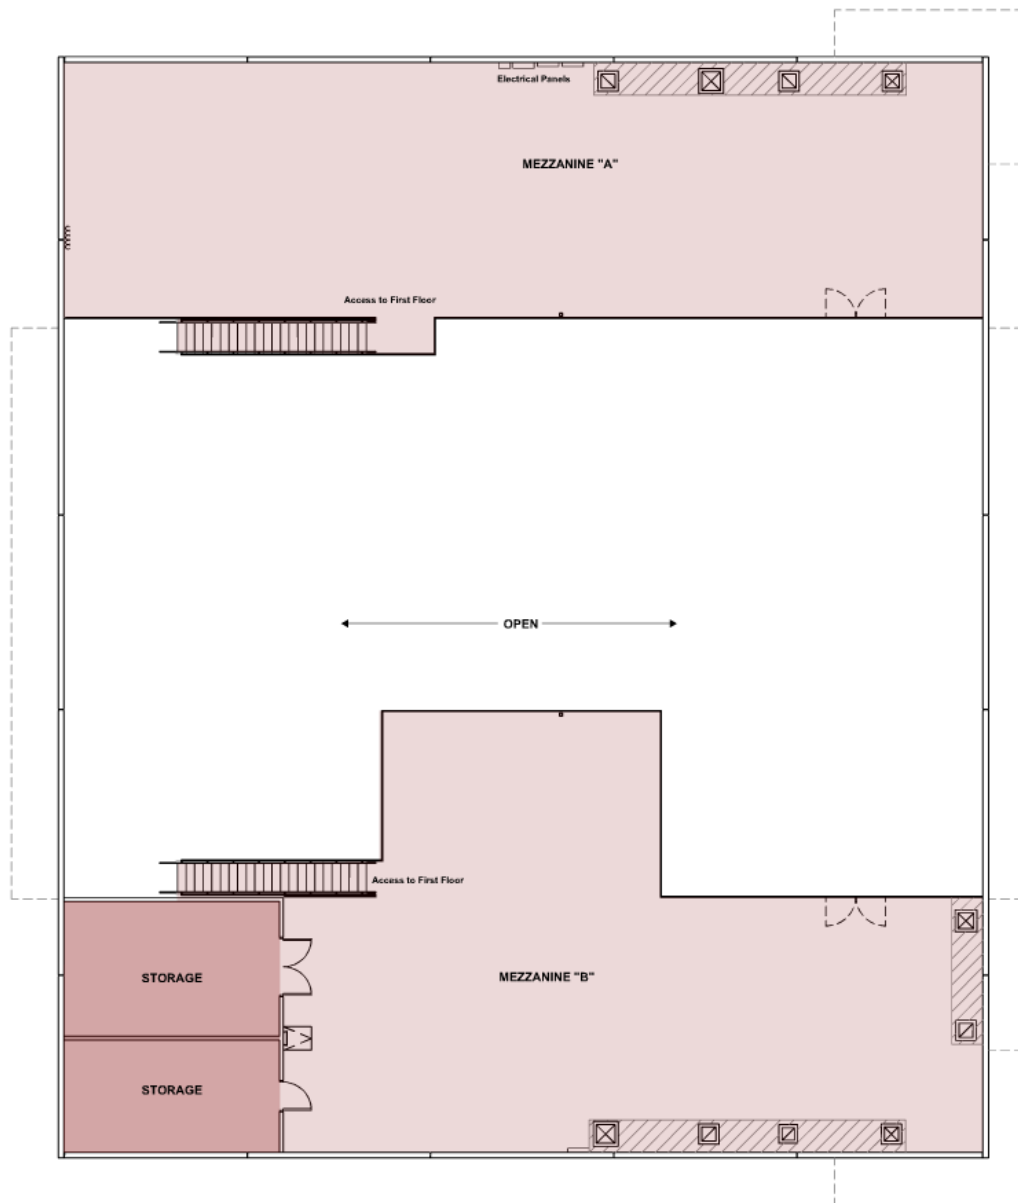 Electrical Panels
MEZZANINE "A"
Access to First Floor
OPEN
Access to First Floor
STORAGE
MEZZANINE "B"
STORAGE